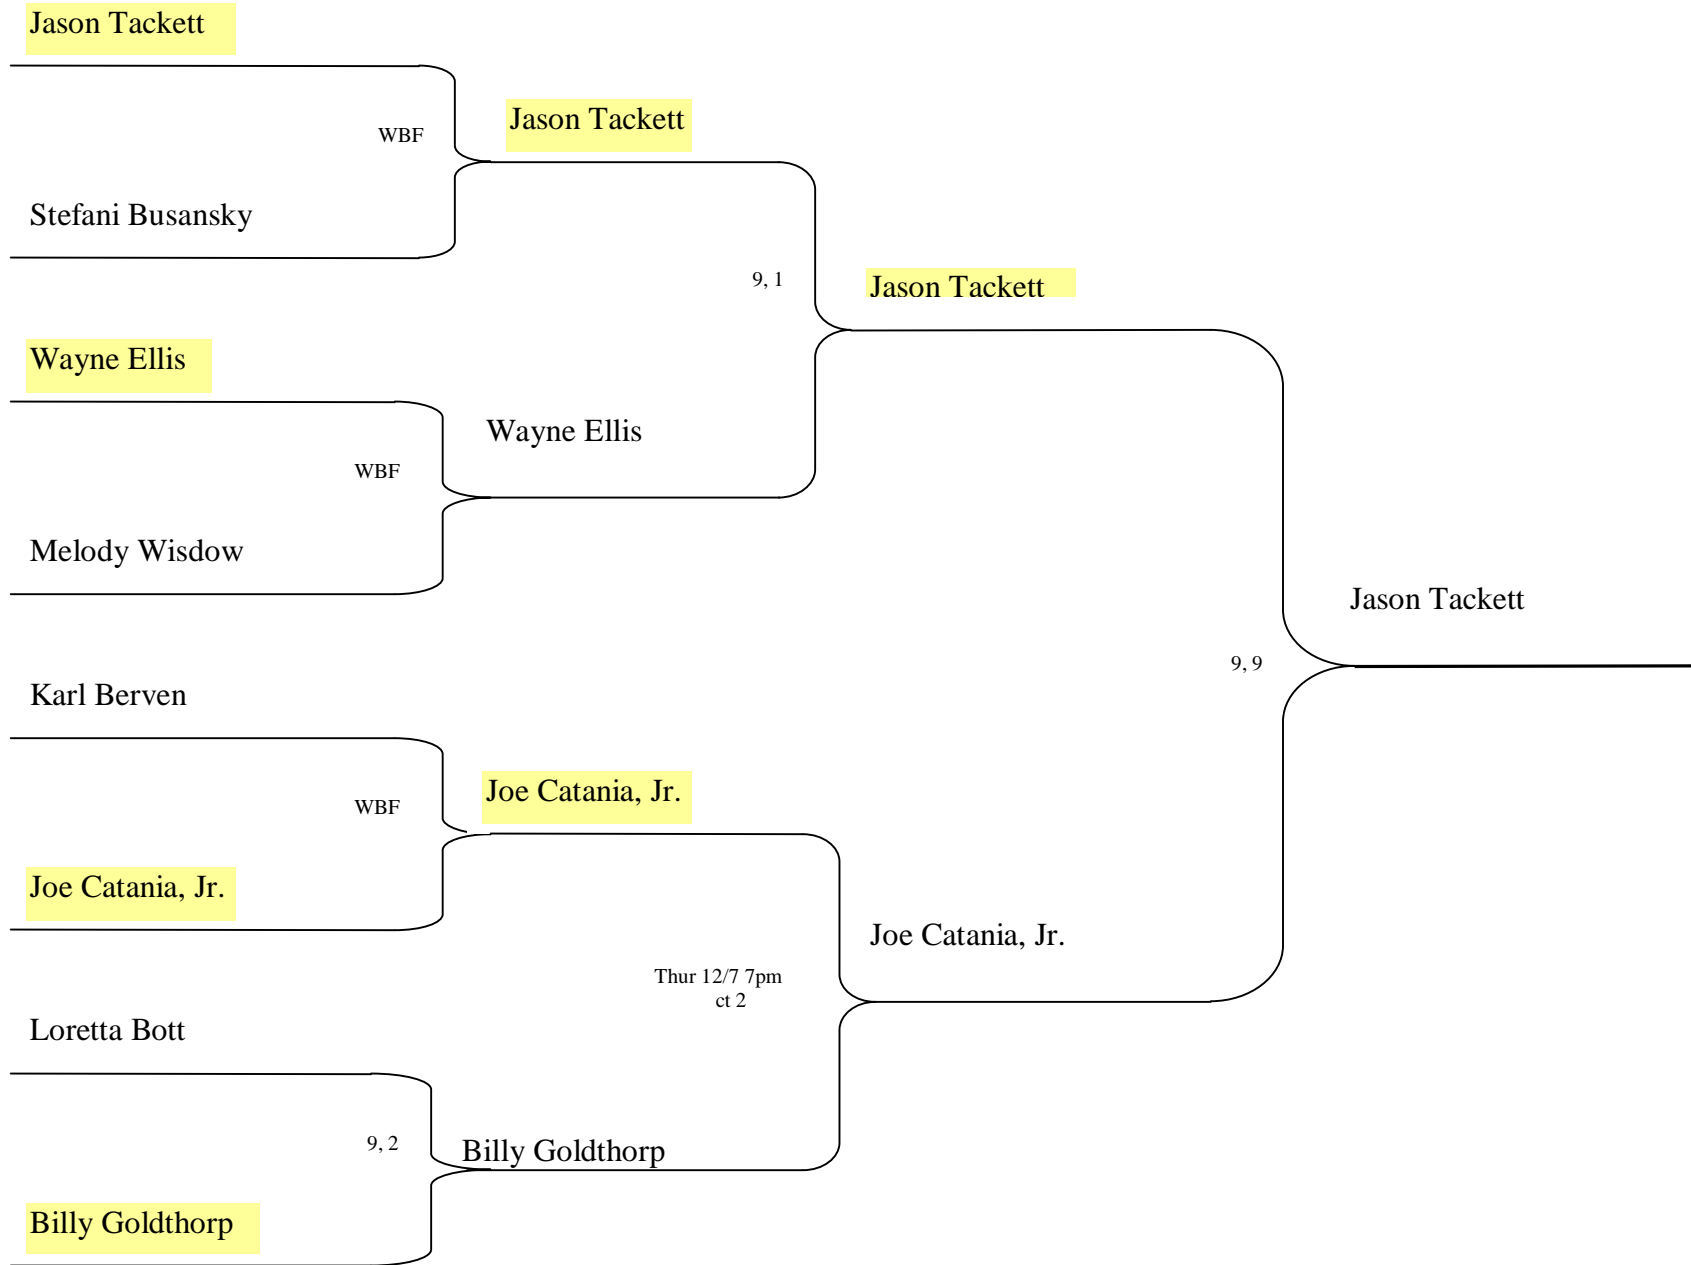 Jason Tackett
WBF
Jason Tackett
Stefani Busansky
9, 1
Jason Tackett
Wayne Ellis
Wayne Ellis
WBF
Melody Wisdow
Jason Tackett
9, 9
Karl Berven
Joe Catania, Jr.
WBF
Joe Catania, Jr.
Joe Catania, Jr.
Thur 12/7 7pm
ct 2
Loretta Bott
9, 2
Billy Goldthorp
Billy Goldthorp